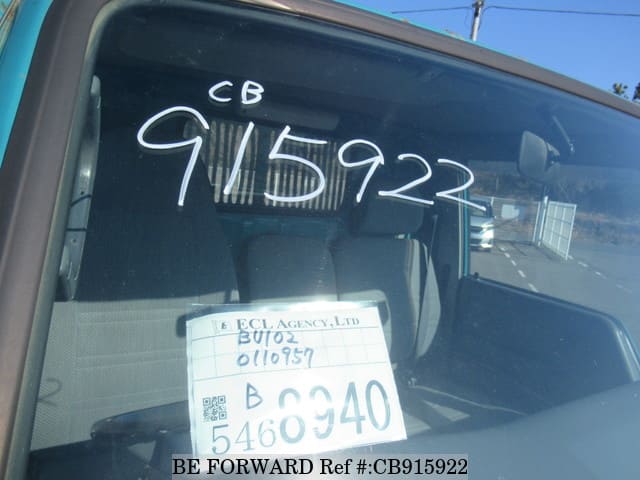 CB
915922
ECL AGENCY,LTD
BU102
0110957
B
5468940
BE FORWARD Ref #:CB915922